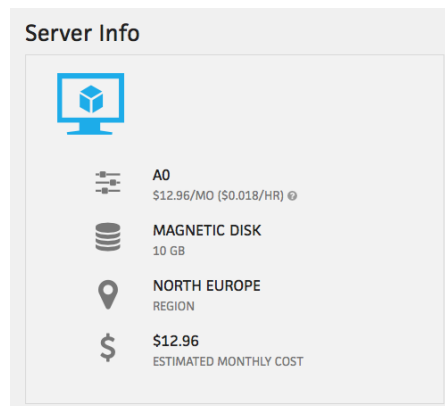 Server Info
A0
$12.96/MO ($0.018/HR) ?
MAGNETIC DISK
10 GB
NORTH EUROPE
REGION
$ $12.96
ESTIMATED MONTHLY COST